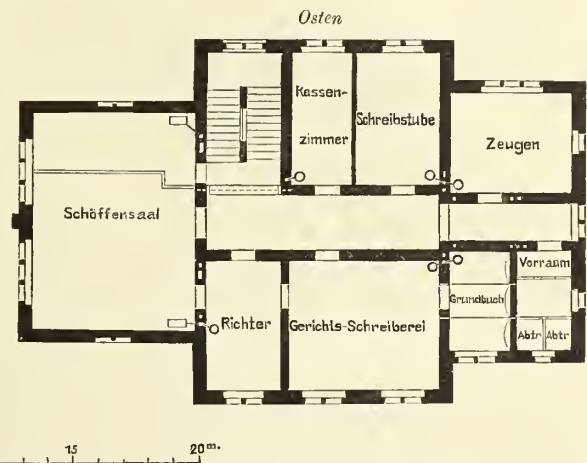 Osten
Kassen-
zimmer
Schreibstube
Zeugen
Schöffensaal
Vorraum
Grundbuch
Richter
Gerichts-Schreiberei
Abtr
Abtr
15
20 m.